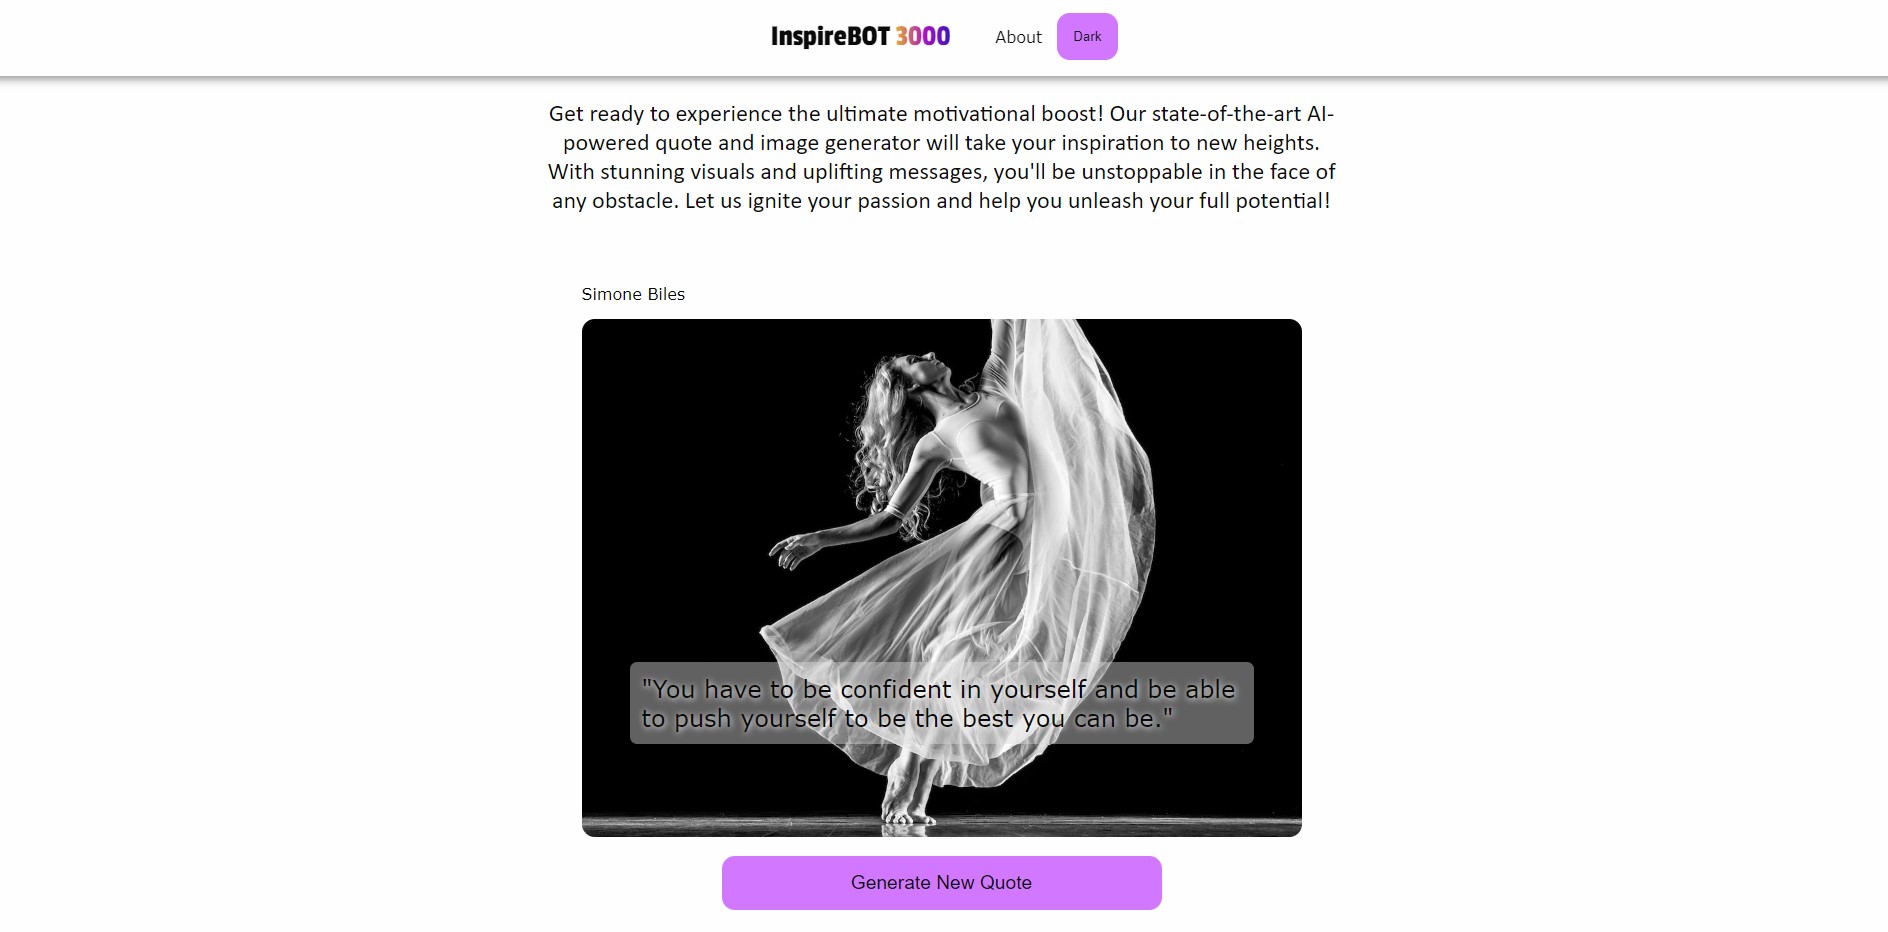 InspireBOT 3000
About
Dark
Get ready to experience the ultimate motivational boost! Our state-of-the-art AI-
powered quote and image generator will take your inspiration to new heights.
With stunning visuals and uplifting messages, you'll be unstoppable in the face of
any obstacle. Let us ignite your passion and help you unleash your full potential!
Simone Biles
"You have to be confident in yourself and be able
to push yourself to be the best you can be."
Generate New Quote